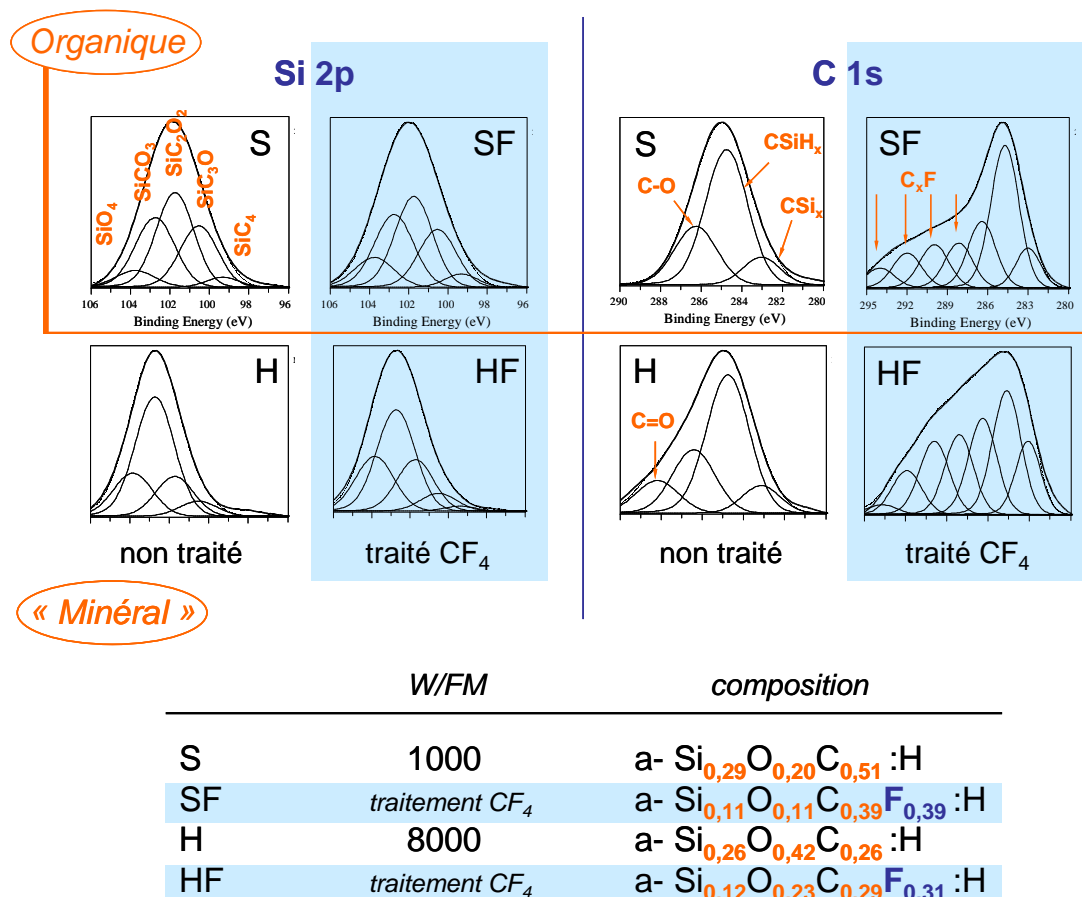 Organique
Si 2p
C 1s
S
SiO4
SiCO3
SiC2O2
SiC3O
SiC4
106 104 102 100 98 96
Binding Energy (eV)
SF
106 104 102 100 98 96
Binding Energy (eV)
S
C-O
CSiHx
CSix
290 288 286 284 282 280
Binding Energy (eV)
SF
CxF
295 292 289 286 283 280
Binding Energy (eV)
H
HF
H
C=O
HF
non traité
traité CF4
non traité
traité CF4
« Minéral »
W/FM composition
S 1000 a- Si0,29O0,20C0,51 :H
SF traitement CF4 a- Si0,11O0,11C0,39F0,39 :H
H 8000 a- Si0,26O0,42C0,26 :H
HF traitement CF4 a- Si0,12O0,23C0,29F0,31 :H